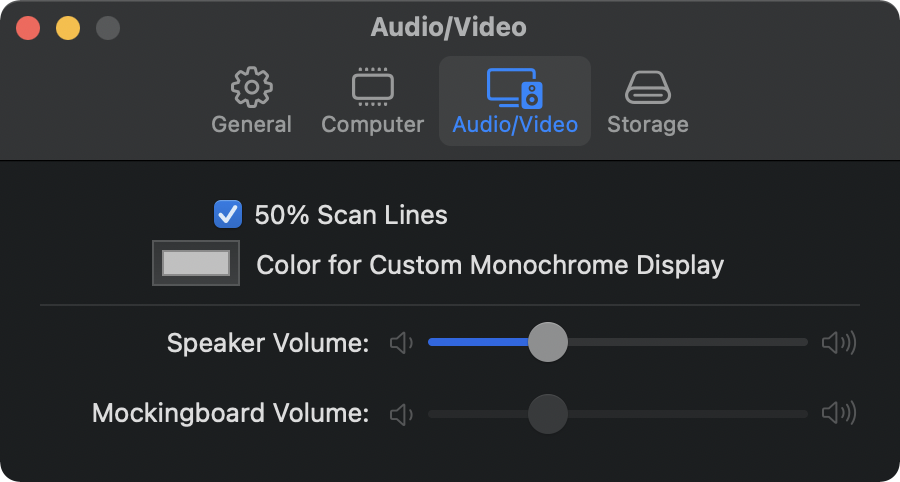 Audio/Video
General Computer Audio/Video Storage
50% Scan Lines
Color for Custom Monochrome Display
Speaker Volume:
Mockingboard Volume: